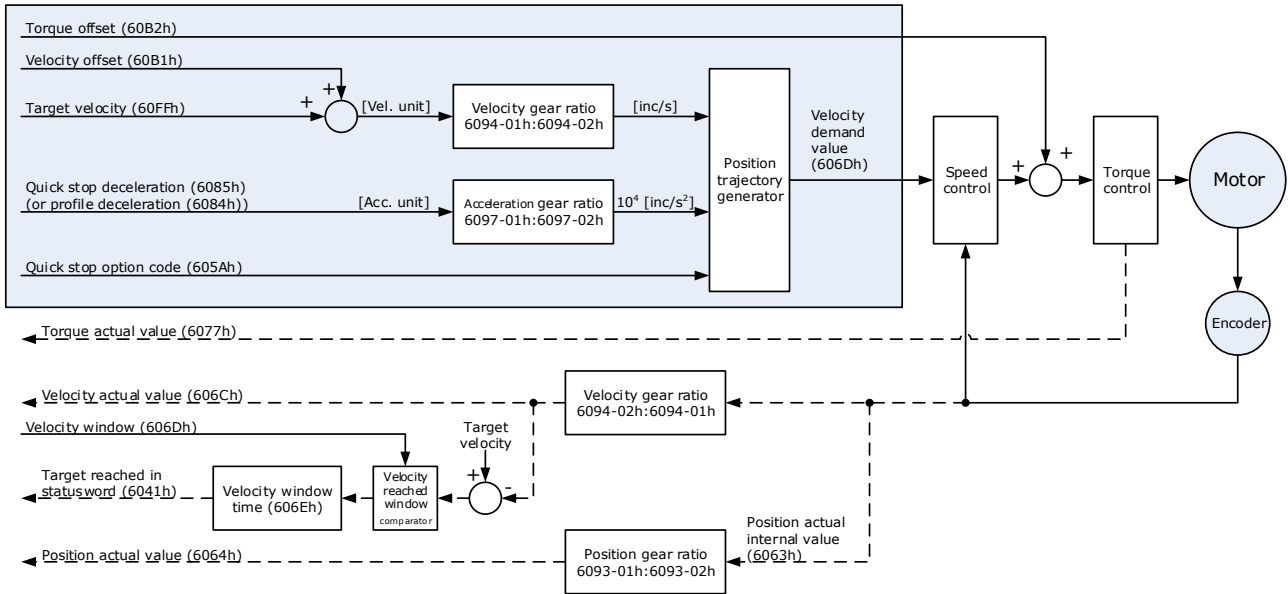 Torque offset (60B2h)
Velocity offset (60B1h)
+
Target velocity (60FFh)
+
[Vel. unit]
Velocity gear ratio
6094-01h:6094-02h
[inc/s]
Quick stop deceleration (6085h)
(or profile deceleration (6084h))
[Acc. unit]
Acceleration gear ratio
6097-01h:6097-02h
10⁴ [inc/s²]
Quick stop option code (605Ah)
Position
trajectory
generator
Velocity
demand
value
(606Dh)
Speed
control
+
+
Torque
control
Motor
Encoder
Torque actual value (6077h)
Velocity actual value (606Ch)
Velocity gear ratio
6094-02h:6094-01h
Velocity window (606Dh)
Target
velocity
+
-
Target reached in
statusword (6041h)
Velocity window
time (606Eh)
Velocity
reached
window
comparator
Position actual
internal value
(6063h)
Position actual value (6064h)
Position gear ratio
6093-01h:6093-02h